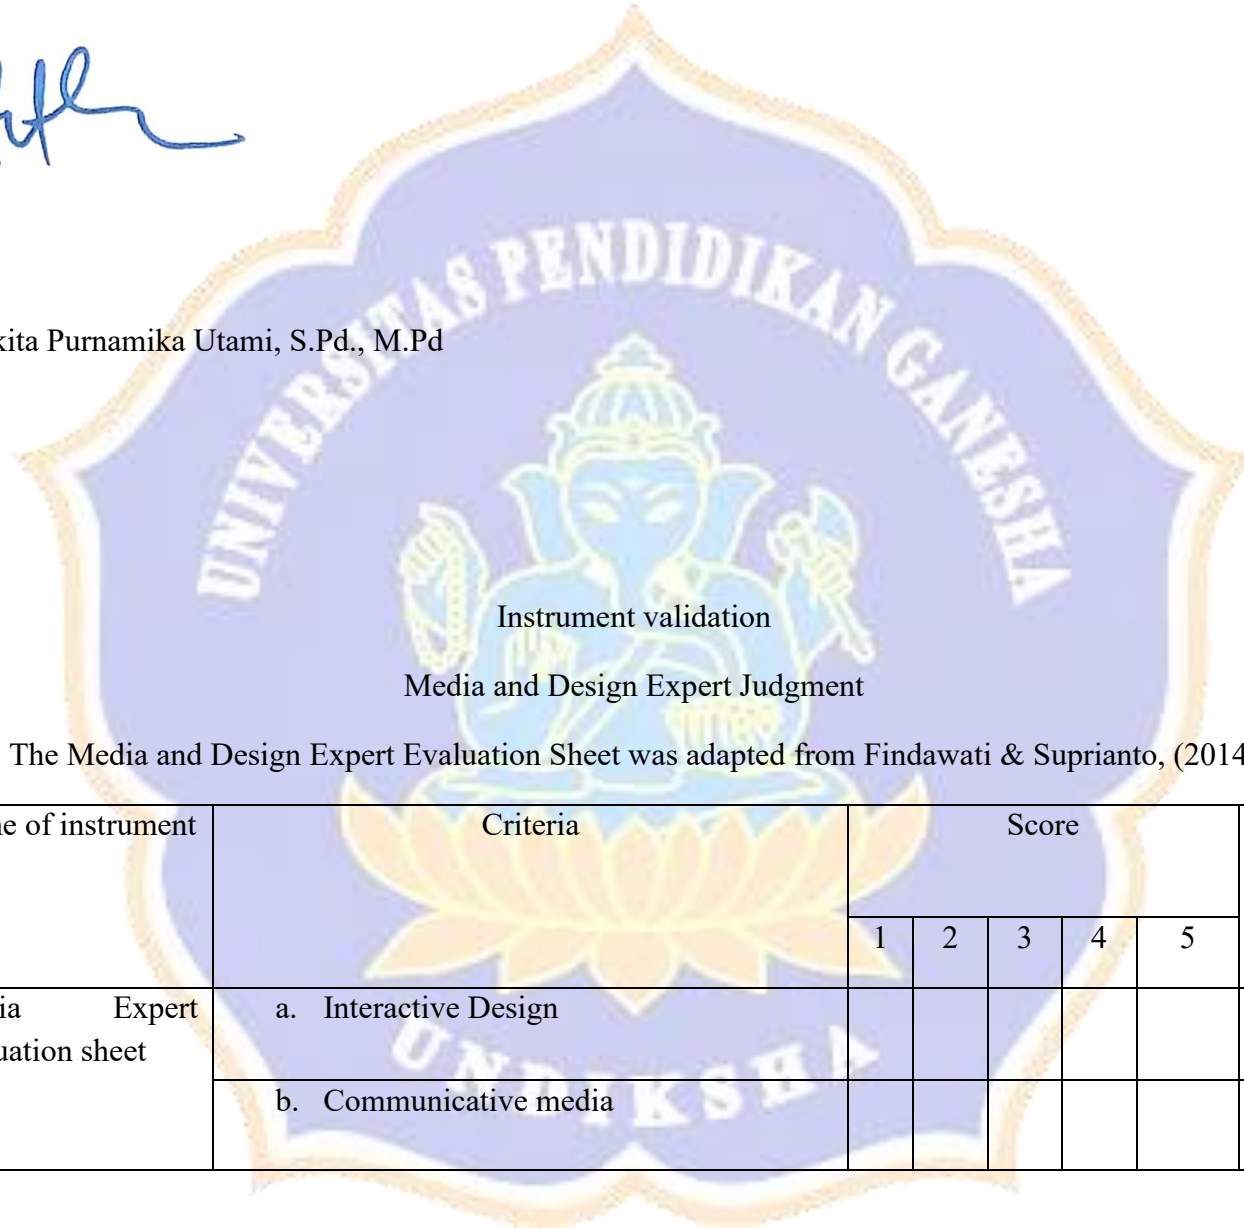 UNIVERSITAS PENDIDIKAN GANESHA
kita Purnamika Utami, S.Pd., M.Pd
Instrument validation
Media and Design Expert Judgment
The Media and Design Expert Evaluation Sheet was adapted from Findawati & Suprianto, (2014
e of instrument Criteria Score
1 2 3 4 5
ia Expert a. Interactive Design
uation sheet
b. Communicative media
UNDIKSHA